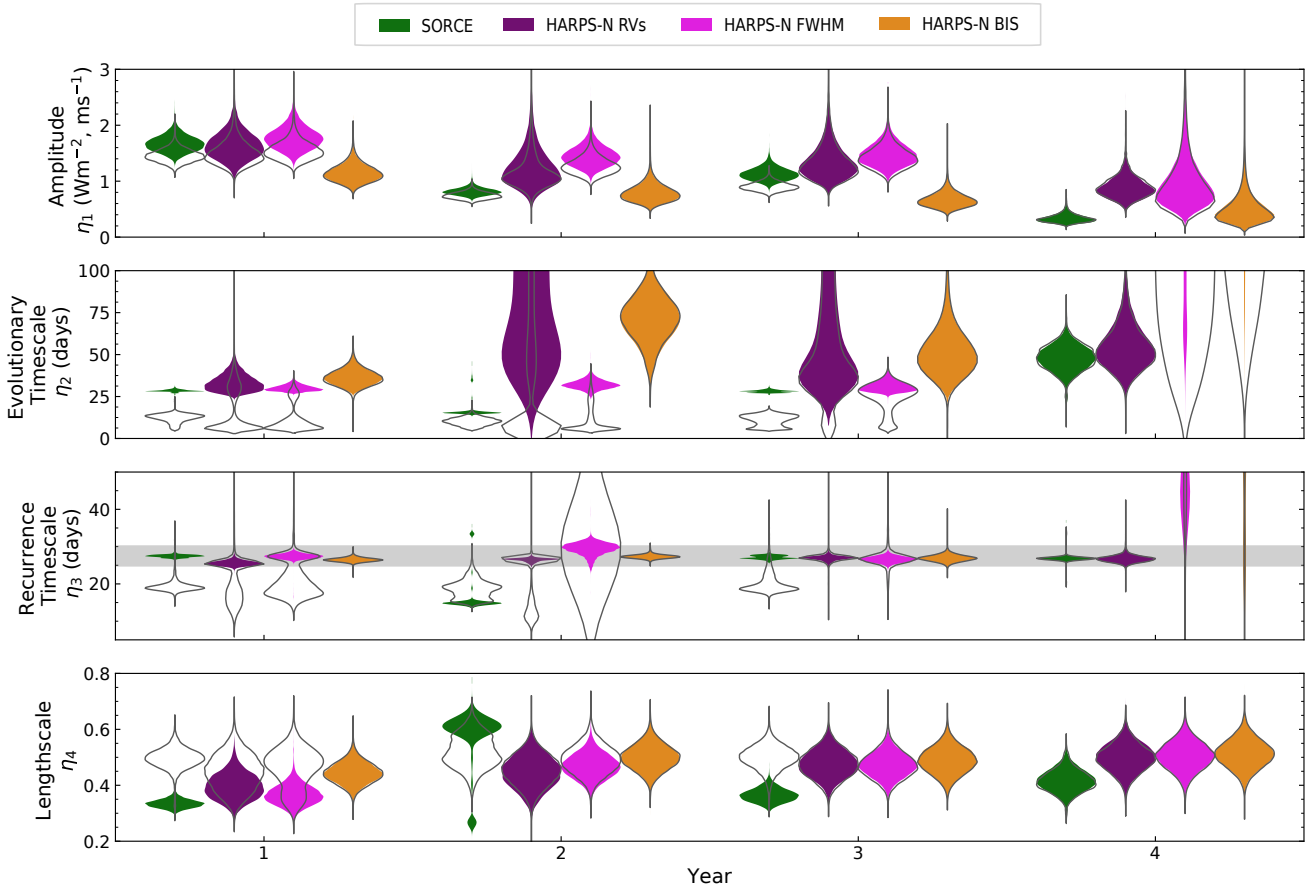 SORCE HARPS-N RVs HARPS-N FWHM HARPS-N BIS
Amplitude
η1 (Wm−2, ms−1)
3
2
1
0
Evolutionary
Timescale
η2 (days)
100
75
50
25
0
Recurrence
Timescale
η3 (days)
40
20
Lengthscale
η4
0.8
0.6
0.4
0.2
1 2 3 4
Year